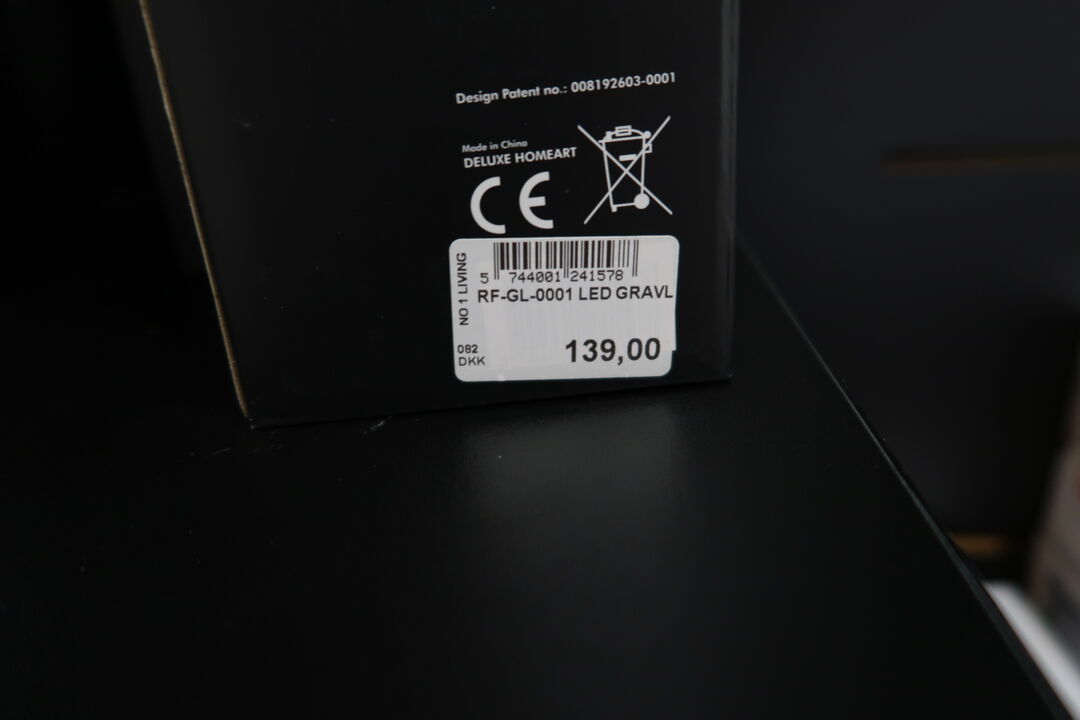 Design Patent no.: 008192603-0001
Made in China
DELUXE HOMEART
CE
NO 1 LIVING
5 744001 241578
RF-GL-0001 LED GRAVL
082
DKK
139,00